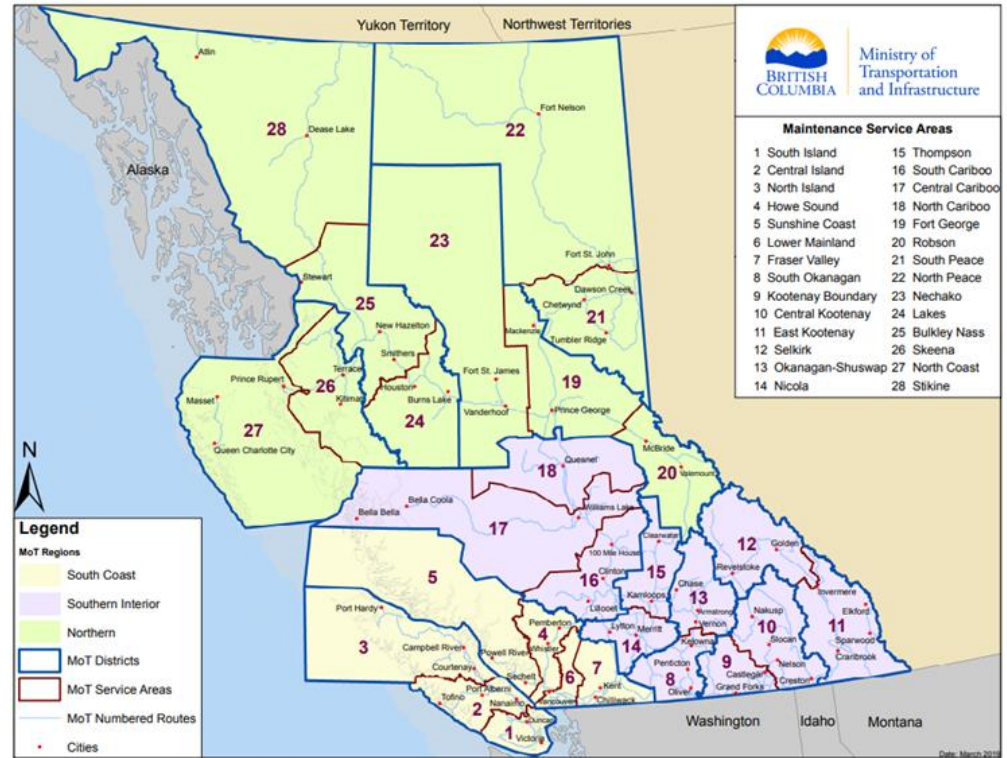 Yukon Territory
Northwest Territories
BRITISH
COLUMBIA
Ministry of
Transportation
and Infrastructure
Maintenance Service Areas
1 South Island
2 Central Island
3 North Island
4 Howe Sound
5 Sunshine Coast
6 Lower Mainland
7 Fraser Valley
8 South Okanagan
9 Kootenay Boundary
10 Central Kootenay
11 East Kootenay
12 Selkirk
13 Okanagan-Shuswap
14 Nicola
15 Thompson
16 South Cariboo
17 Central Cariboo
18 North Cariboo
19 Fort George
20 Robson
21 South Peace
22 North Peace
23 Nechako
24 Lakes
25 Bulkley Nass
26 Skeena
27 North Coast
28 Stikine
Atlin
Fort Nelson
28
22
Dease Lake
Alaska
23
Fort St. John
Stewart
Dawson Creek
25
Chetwynd
21
New Hazelton
Mackenzie
Tumbler Ridge
Smithers
Terrace
Fort St. James
19
Prince Rupert
26
Houston
Masset
Kitimat
Burns Lake
Vanderhoof
Prince George
24
27
Queen Charlotte City
McBride
18
Quesnel
20
Valemount
N
Bella Coola
Williams Lake
Bella Bella
17
Clearwater
12
Golden
100 Mile House
5
16
Clinton
15
Revelstoke
Chase
13
Invermere
Port Hardy
Lillooet
Kamloops
Armstrong
Nakusp
Elkford
Pemberton
Lytton
Merritt
Vernon
10
11
3
4
Whistler
14
Kelowna
Slocan
Sparwood
Campbell River
Powell River
7
Penticton
9
Nelson
Cranbrook
Courtenay
Sechelt
6
Kent
8
Castlegar
Creston
Port Alberni
Vancouver
Chilliwack
Oliver
Grand Forks
Tofino
2
Nanaimo
Duncan
1
Victoria
Washington
Idaho
Montana
Legend
MoT Regions
South Coast
Southern Interior
Northern
MoT Districts
MoT Service Areas
MoT Numbered Routes
Cities